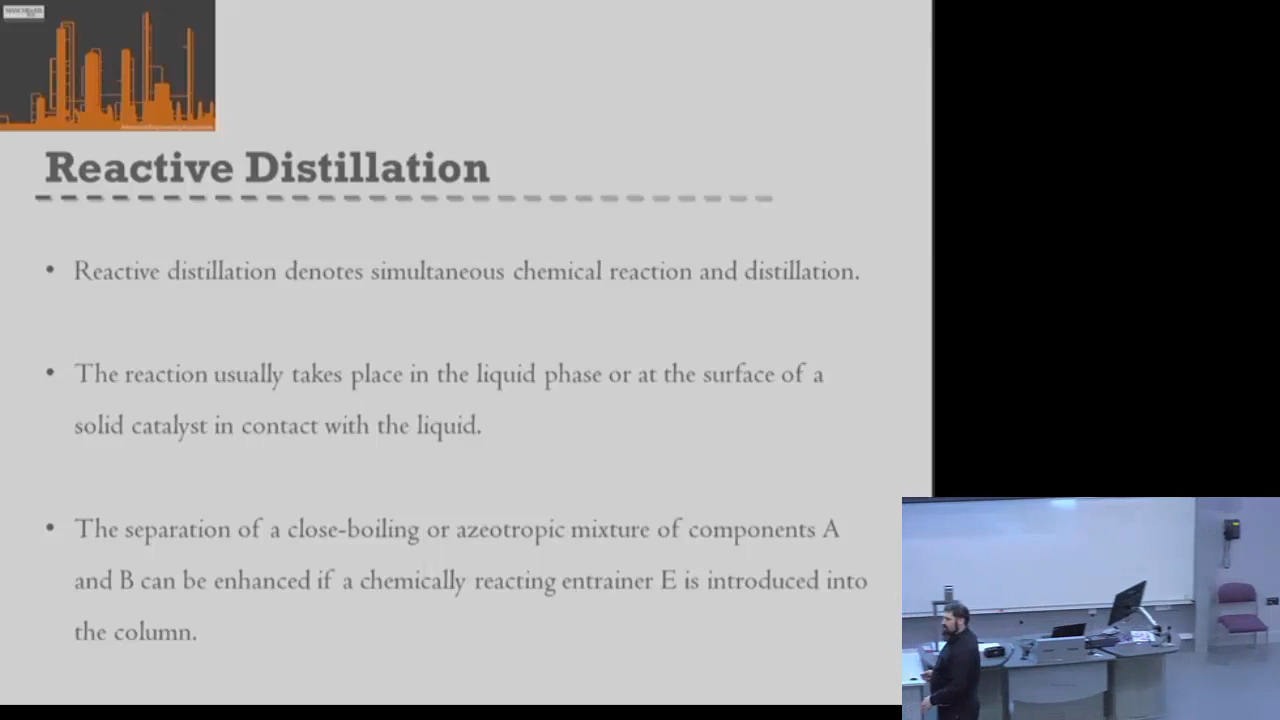 MANCHESTER
Reactive Distillation
• Reactive distillation denotes simultaneous chemical reaction and distillation.
• The reaction usually takes place in the liquid phase or at the surface of a
solid catalyst in contact with the liquid.
• The separation of a close-boiling or azeotropic mixture of components A
and B can be enhanced if a chemically reacting entrainer E is introduced into
the column.